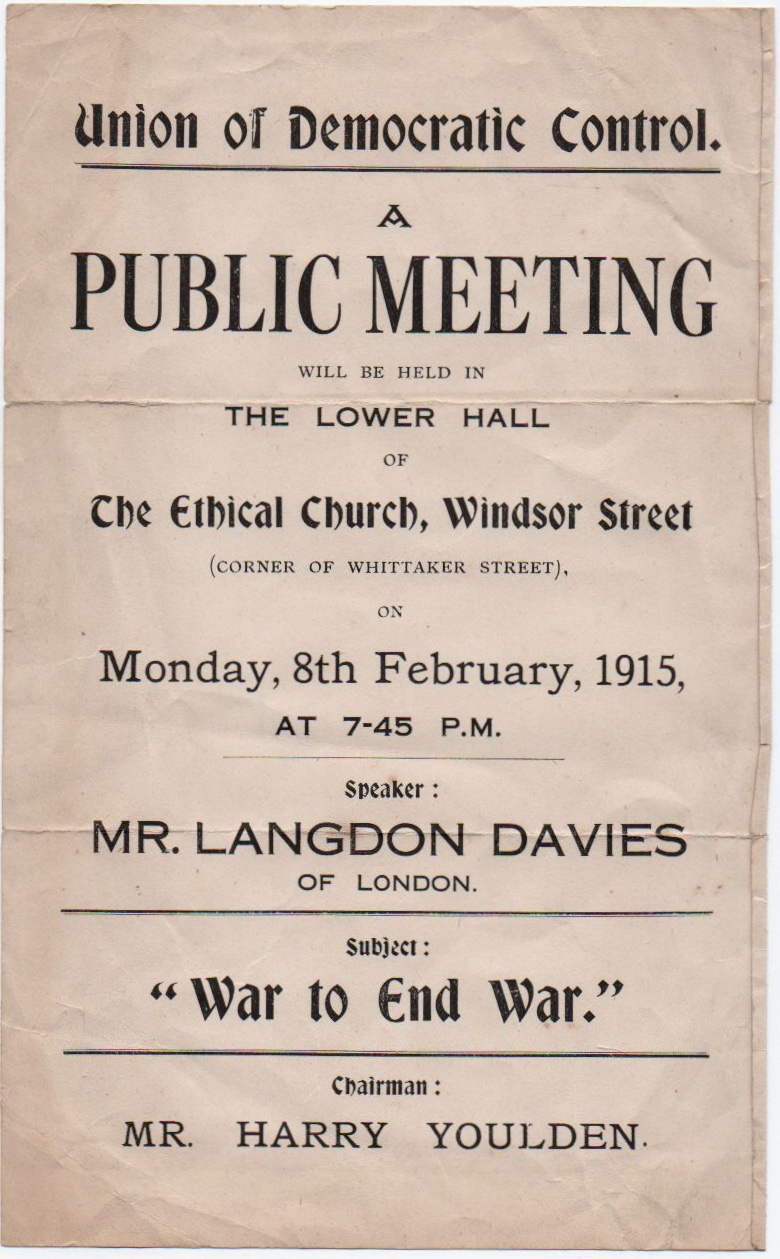 Union of Democratic Control.
A
PUBLIC MEETING
WILL BE HELD IN
THE LOWER HALL
OF
The Ethical Church, Windsor Street
(CORNER OF WHITTAKER STREET),
ON
Monday, 8th February, 1915,
AT 7-45 P.M.
Speaker :
MR. LANGDON DAVIES
OF LONDON.
Subject :
“War to End War.”
Chairman :
MR. HARRY YOULDEN.